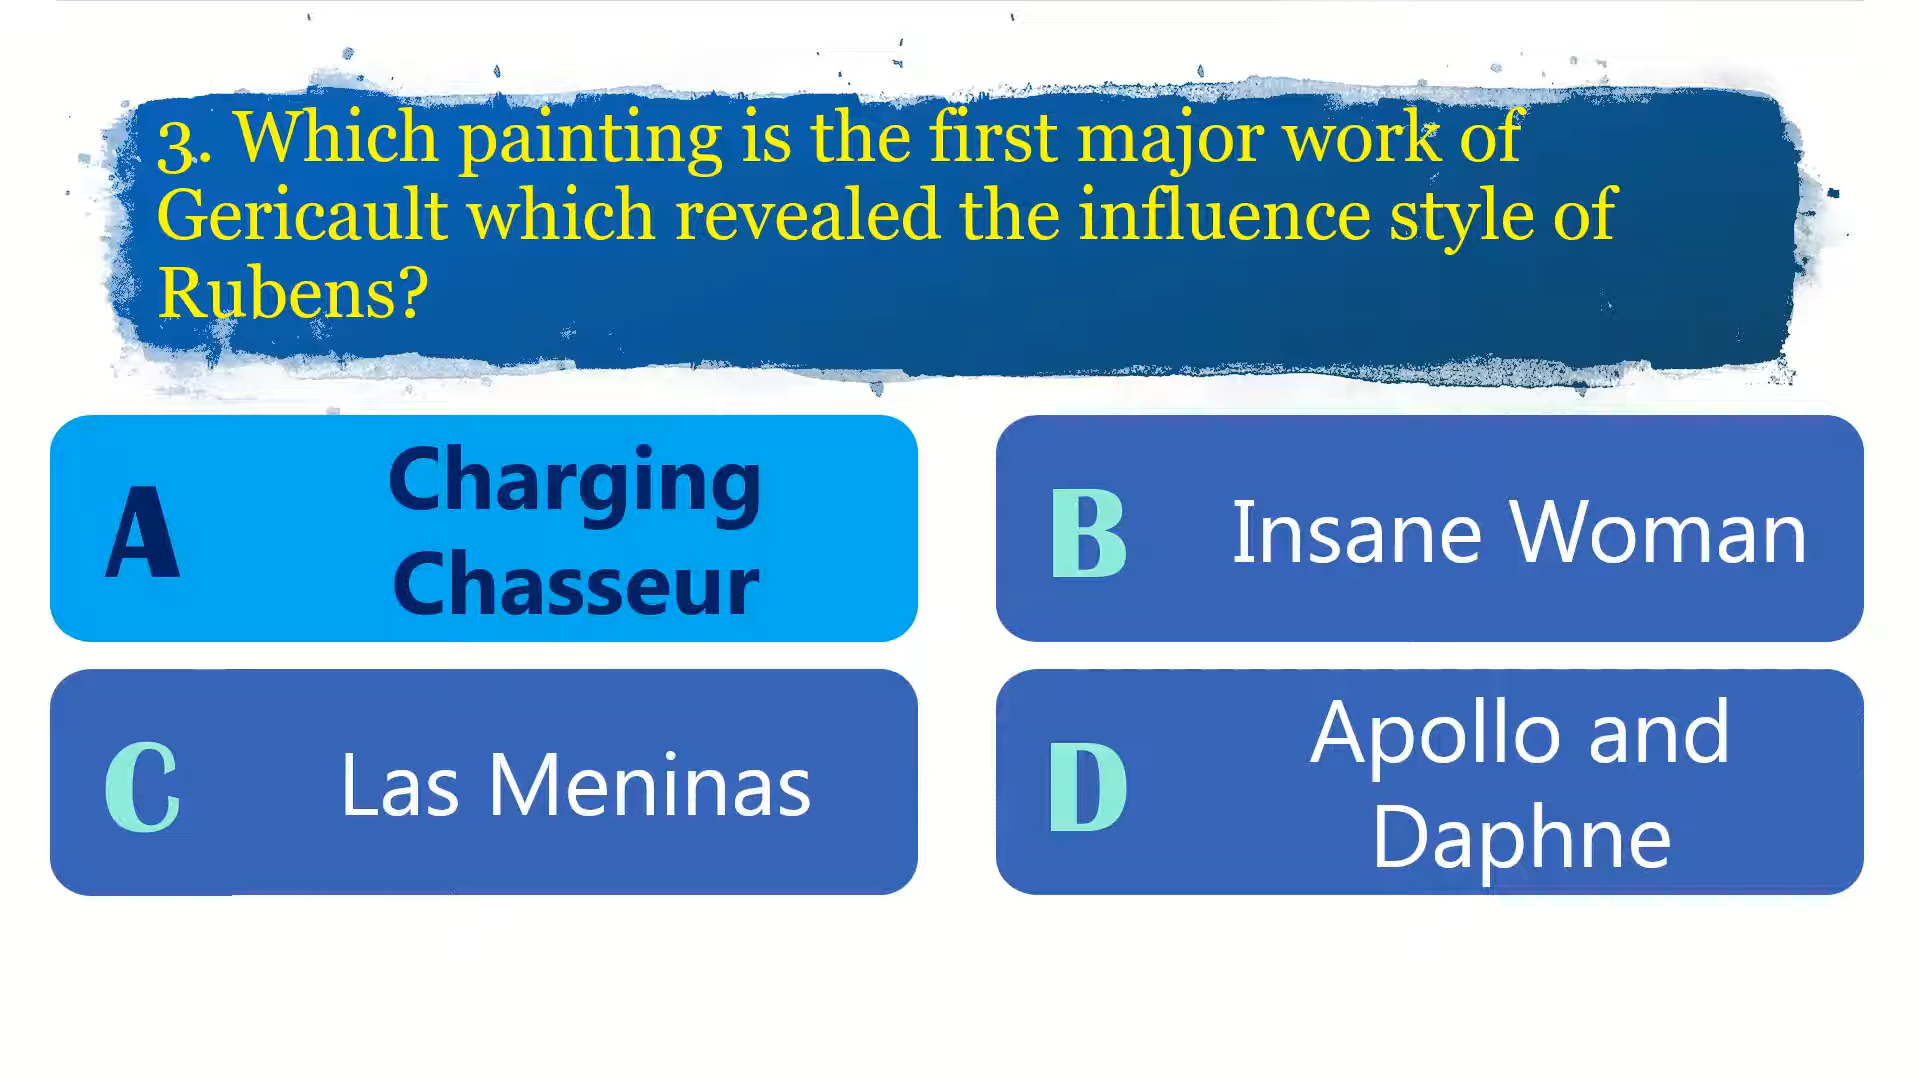 3. Which painting is the first major work of
Gericault which revealed the influence style of
Rubens?
A
Charging
Chasseur
B
Insane Woman
C
Las Meninas
D
Apollo and
Daphne